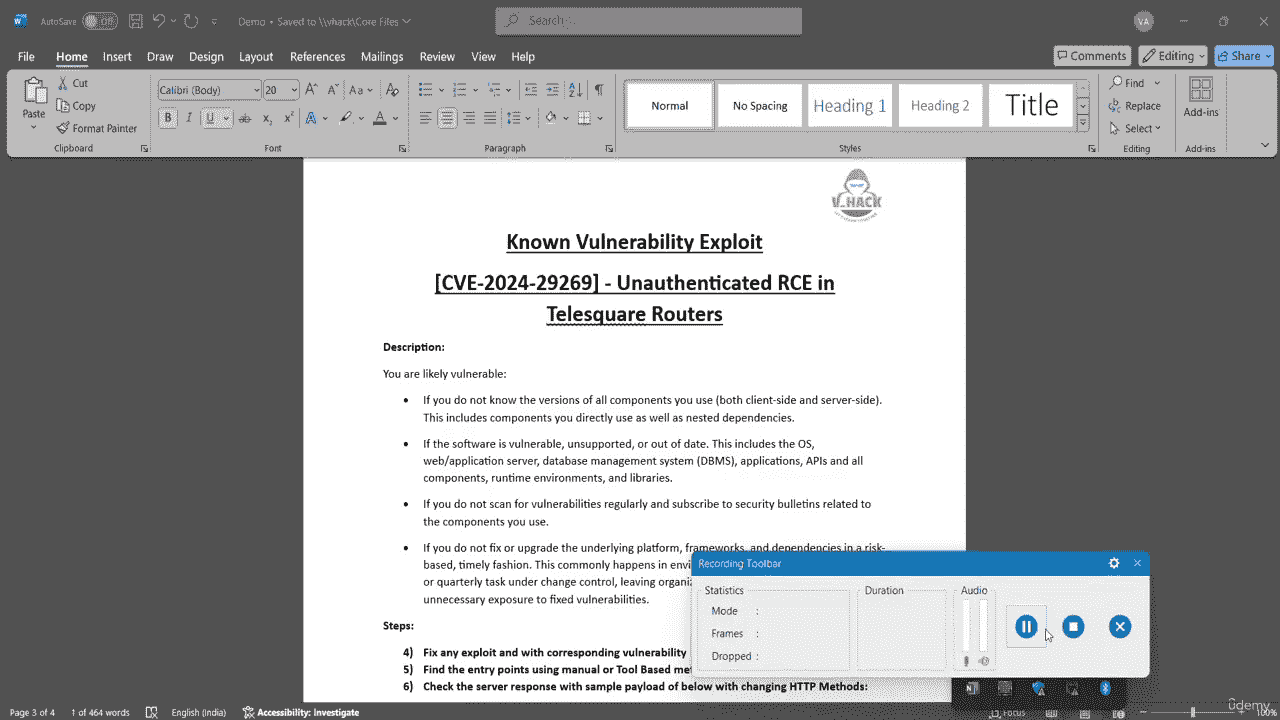 AutoSave Off Demo • Saved to \\vhack\CodeT Files Search VA
File Home Insert Draw Design Layout References Mailings Review View Help Comments Editing Share
Paste Cut Copy Format Painter
Calibri (Body) 20
Normal No Spacing Heading 1 Heading 2 Title
Find Replace Select Add-ins
Clipboard Font Paragraph Styles Editing Add-ins
V_HACK
Known Vulnerability Exploit
[CVE-2024-29269] - Unauthenticated RCE in
Telesquare Routers
Description:
You are likely vulnerable:
• If you do not know the versions of all components you use (both client-side and server-side).
This includes components you directly use as well as nested dependencies.
• If the software is vulnerable, unsupported, or out of date. This includes the OS,
web/application server, database management system (DBMS), applications, APIs and all
components, runtime environments, and libraries.
• If you do not scan for vulnerabilities regularly and subscribe to security bulletins related to
the components you use.
• If you do not fix or upgrade the underlying platform, frameworks, and dependencies in a risk-
based, timely fashion. This commonly happens in
or quarterly task under change control, leaving
unnecessary exposure to fixed vulnerabilities.
Steps:
4) Fix any exploit and with corresponding vulnerability
5) Find the entry points using manual or Tool Based
6) Check the server response with sample payload of below with changing HTTP Methods:
Recording Toolbar
Statistics Duration Audio
Mode :
Frames :
Dropped :
Page 3 of 4 1 of 464 words English (India) Accessibility: Investigate Focus 100%
Udemy